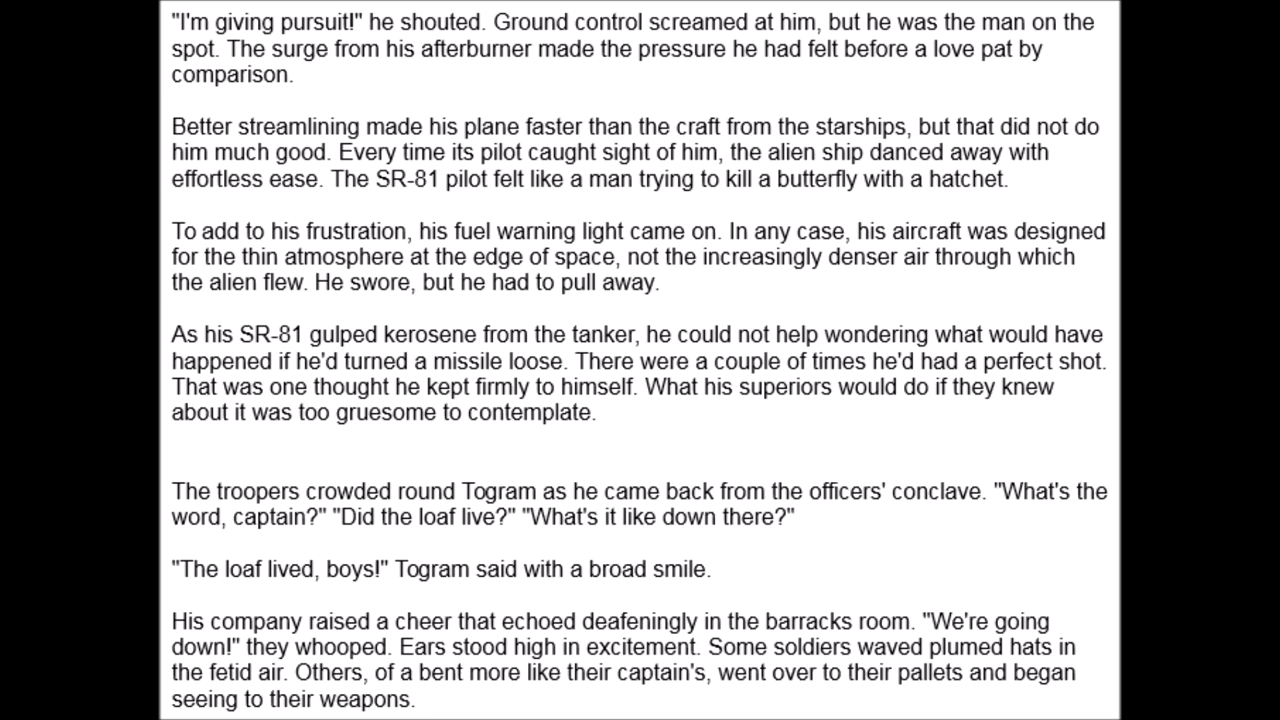 "I'm giving pursuit!" he shouted. Ground control screamed at him, but he was the man on the
spot. The surge from his afterburner made the pressure he had felt before a love pat by
comparison.
Better streamlining made his plane faster than the craft from the starships, but that did not do
him much good. Every time its pilot caught sight of him, the alien ship danced away with
effortless ease. The SR-81 pilot felt like a man trying to kill a butterfly with a hatchet.
To add to his frustration, his fuel warning light came on. In any case, his aircraft was designed
for the thin atmosphere at the edge of space, not the increasingly denser air through which
the alien flew. He swore, but he had to pull away.
As his SR-81 gulped kerosene from the tanker, he could not help wondering what would have
happened if he'd turned a missile loose. There were a couple of times he'd had a perfect shot.
That was one thought he kept firmly to himself. What his superiors would do if they knew
about it was too gruesome to contemplate.
The troopers crowded round Togram as he came back from the officers' conclave. "What's the
word, captain?" "Did the loaf live?" "What's it like down there?"
"The loaf lived, boys!" Togram said with a broad smile.
His company raised a cheer that echoed deafeningly in the barracks room. "We're going
down!" they whooped. Ears stood high in excitement. Some soldiers waved plumed hats in
the fetid air. Others, of a bent more like their captain's, went over to their pallets and began
seeing to their weapons.